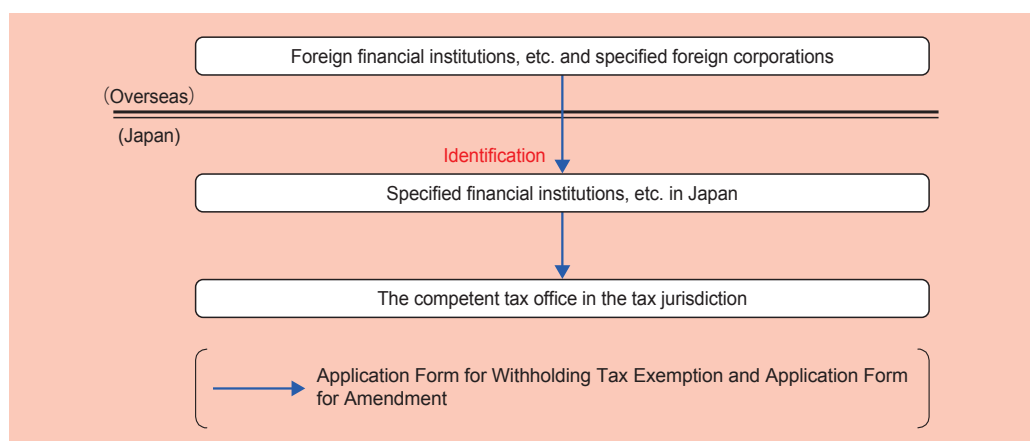 Foreign financial institutions, etc. and specified foreign corporations
（Overseas）
(Japan)
Identification
Specified financial institutions, etc. in Japan
The competent tax office in the tax jurisdiction
Application Form for Withholding Tax Exemption and Application Form
for Amendment